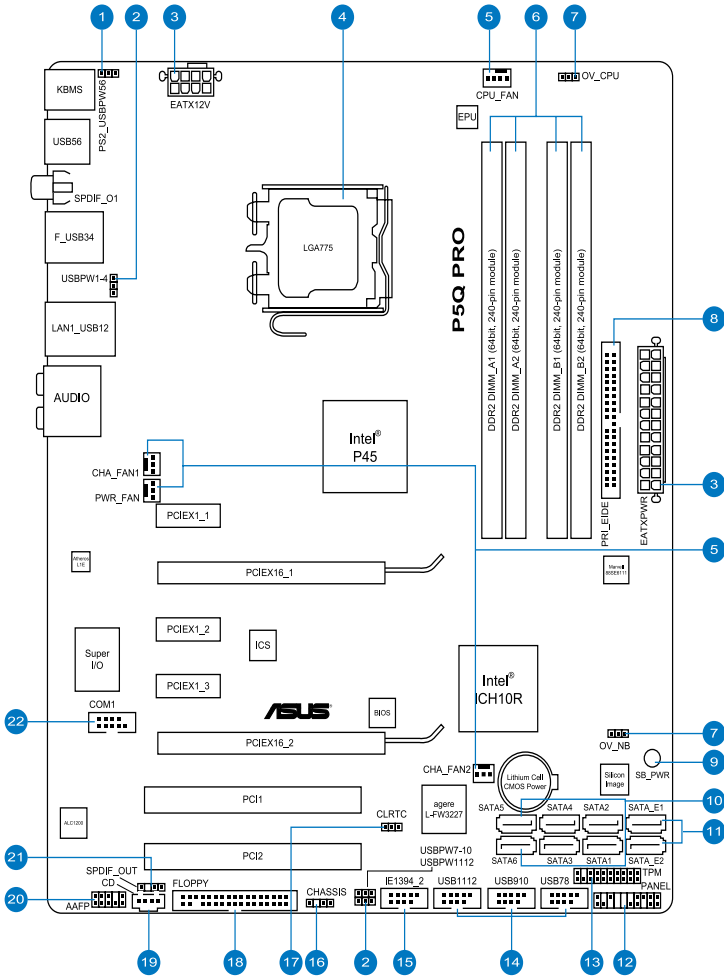 1
2
3
4
5
6
7
KBMS
PS2_USBPW56
EATX12V
CPU_FAN
OV_CPU
EPU
USB56
SPDIF_O1
F_USB34
USBPW1-4
LAN1_USB12
AUDIO
LGA775
P5Q PRO
DDR2 DIMM_A1 (64bit, 240-pin module)
DDR2 DIMM_A2 (64bit, 240-pin module)
DDR2 DIMM_B1 (64bit, 240-pin module)
DDR2 DIMM_B2 (64bit, 240-pin module)
8
PRI_EIDE
EATXPWR
3
Intel®
P45
CHA_FAN1
PWR_FAN
5
PCIEX1_1
Atheros
L1E
PCIEX16_1
Marvell
88SE6111
PCIEX1_2
ICS
Super
I/O
PCIEX1_3
Intel®
ICH10R
COM1
22
ASUS
BIOS
PCIEX16_2
7
OV_NB
9
SB_PWR
CHA_FAN2
Lithium Cell
CMOS Power
Silicon
Image
10
PCI1
CLRTC
agere
L-FW3227
SATA5
SATA4
SATA2
SATA_E1
11
ALC1200
PCI2
SATA6
SATA3
SATA1
SATA_E2
USBPW7-10
USBPW1112
21
SPDIF_OUT
CD
20
AAFP
FLOPPY
CHASSIS
IE1394_2
USB1112
USB910
USB78
TPM
PANEL
19
18
17
16
2
15
14
13
12